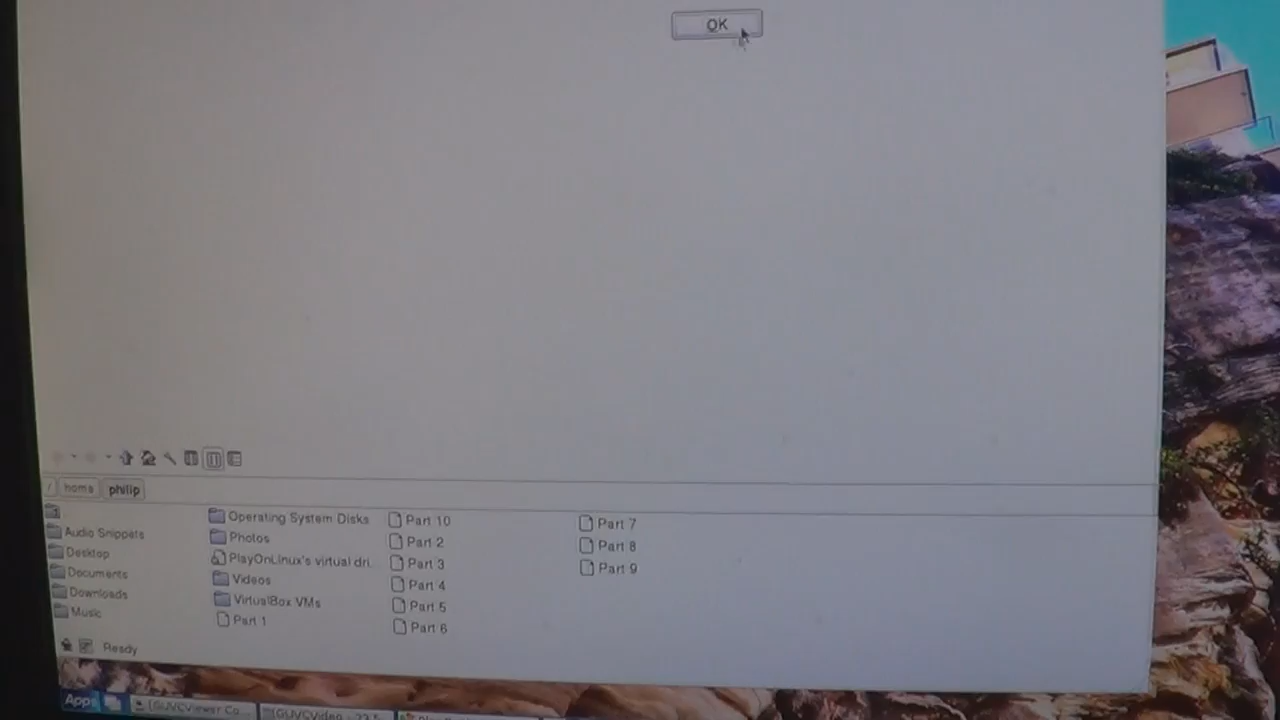 OK
/ home philip
Audio Snippets
Desktop
Documents
Downloads
Music
Operating System Disks
Photos
PlayOnLinux's virtual dri.
Videos
VirtualBox VMs
Part 1
Part 10
Part 2
Part 3
Part 4
Part 5
Part 6
Part 7
Part 8
Part 9
Ready
Apps
[GUVCViewer Co...